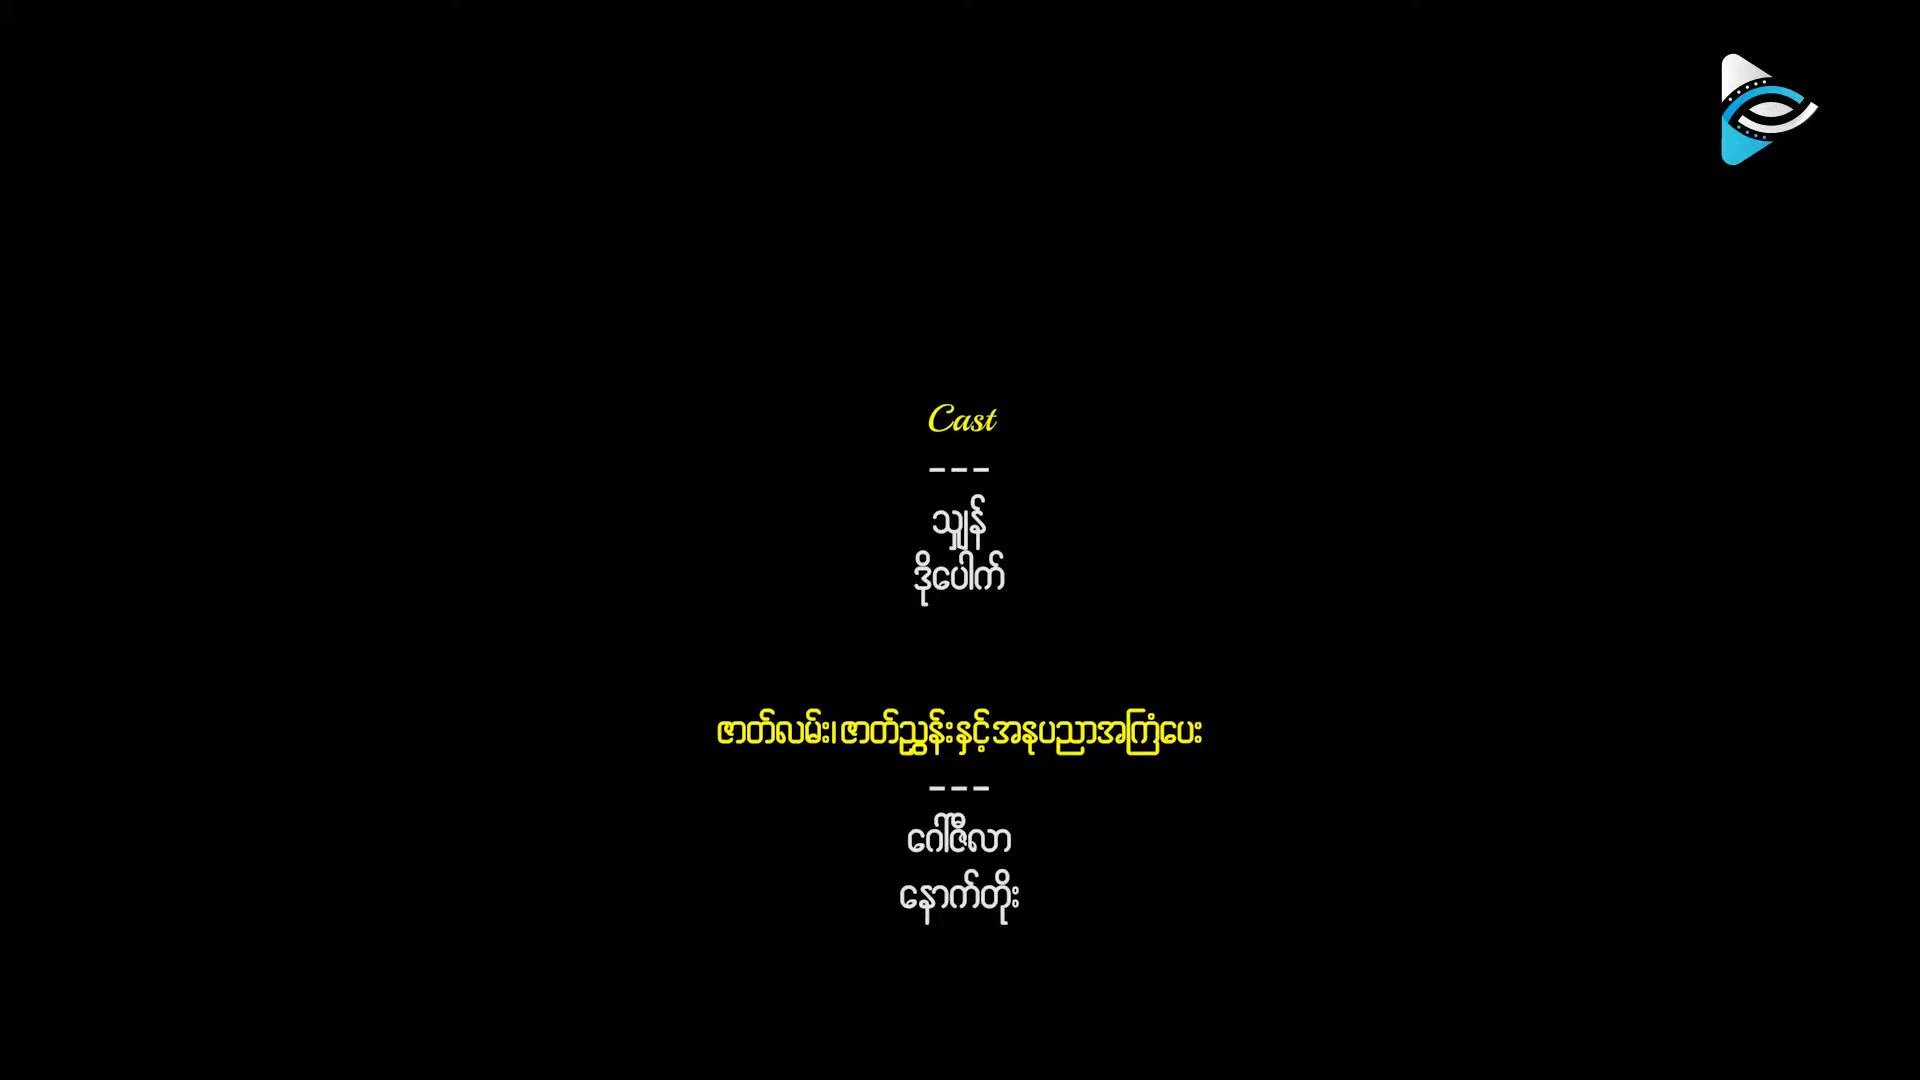 Cast
---
သျှန်
ဒိုပေါက်
ဇာတ်လမ်း၊ ဇာတ်ညွှန်းနှင့်အနုပညာအကြံပေး
---
ဂေါ်ဇီလာ
နောက်တိုး